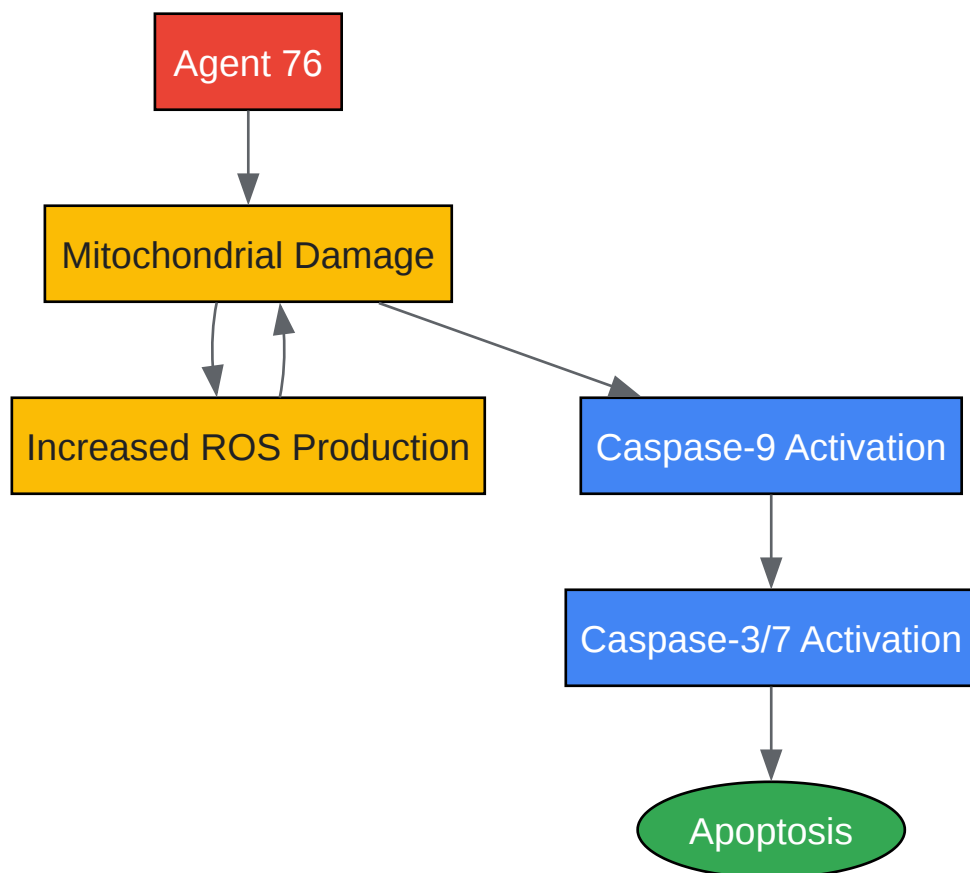 Agent 76
Mitochondrial Damage
Increased ROS Production
Caspase-9 Activation
Caspase-3/7 Activation
Apoptosis